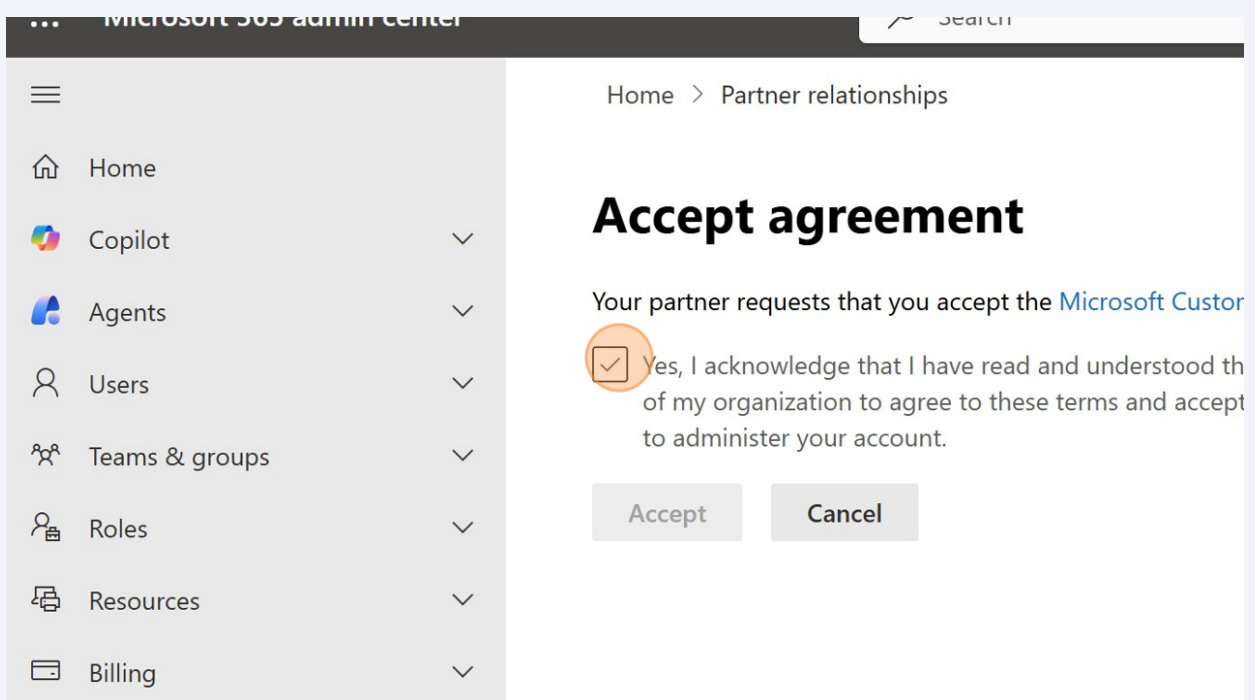 Microsoft 365 admin center
Search
Home > Partner relationships
Home
Copilot
Agents
Users
Teams & groups
Roles
Resources
Billing
Accept agreement
Your partner requests that you accept the Microsoft
Yes, I acknowledge that I have read and understood
of my organization to agree to these terms and accept
to administer your account.
Accept
Cancel